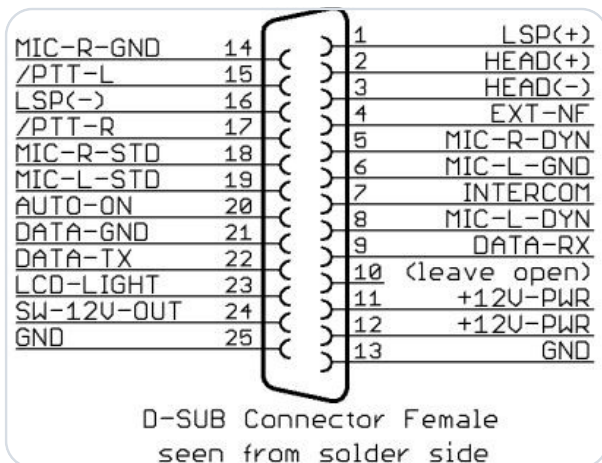 MIC-R-GND 14
/PTT-L 15
LSP(-) 16
/PTT-R 17
MIC-R-STD 18
MIC-L-STD 19
AUTO-ON 20
DATA-GND 21
DATA-TX 22
LCD-LIGHT 23
SW-12V-OUT 24
GND 25
1 LSP(+)
2 HEAD(+)
3 HEAD(-)
4 EXT-NF
5 MIC-R-DYN
6 MIC-L-GND
7 INTERCOM
8 MIC-L-DYN
9 DATA-RX
10 (leave open)
11 +12V-PWR
12 +12V-PWR
13 GND
D-SUB Connector Female
seen from solder side